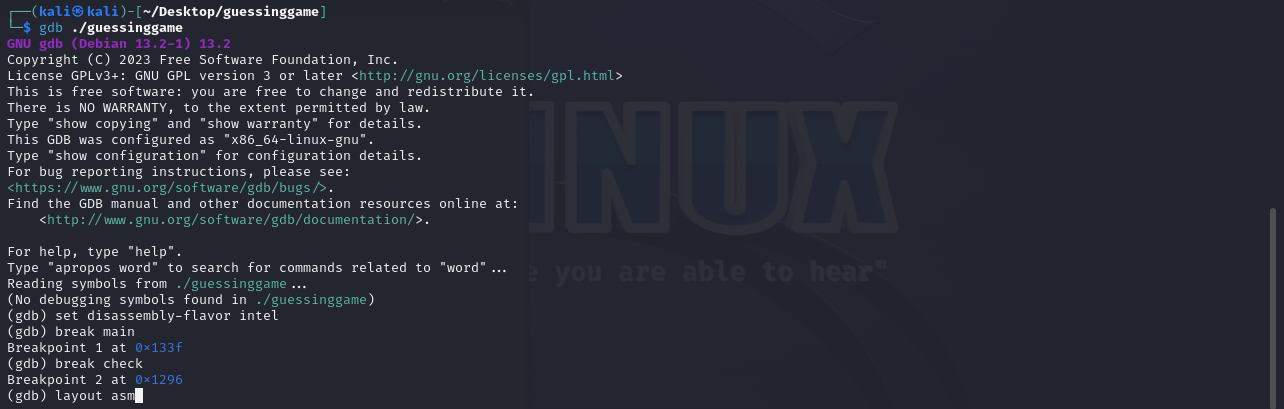 ┌──(kali㉿kali)-[~/Desktop/guessinggame]
└─$ gdb ./guessinggame
GNU gdb (Debian 13.2-1) 13.2
Copyright (C) 2023 Free Software Foundation, Inc.
License GPLv3+: GNU GPL version 3 or later <http://gnu.org/licenses/gpl.html>
This is free software: you are free to change and redistribute it.
There is NO WARRANTY, to the extent permitted by law.
Type "show copying" and "show warranty" for details.
This GDB was configured as "x86_64-linux-gnu".
Type "show configuration" for configuration details.
For bug reporting instructions, please see:
<https://www.gnu.org/software/gdb/bugs/>.
Find the GDB manual and other documentation resources online at:
    <http://www.gnu.org/software/gdb/documentation/>.

For help, type "help".
Type "apropos word" to search for commands related to "word"...
Reading symbols from ./guessinggame...
(No debugging symbols found in ./guessinggame)
(gdb) set disassembly-flavor intel
(gdb) break main
Breakpoint 1 at 0x133f
(gdb) break check
Breakpoint 2 at 0x1296
(gdb) layout asm
INUX
you are able to hear"